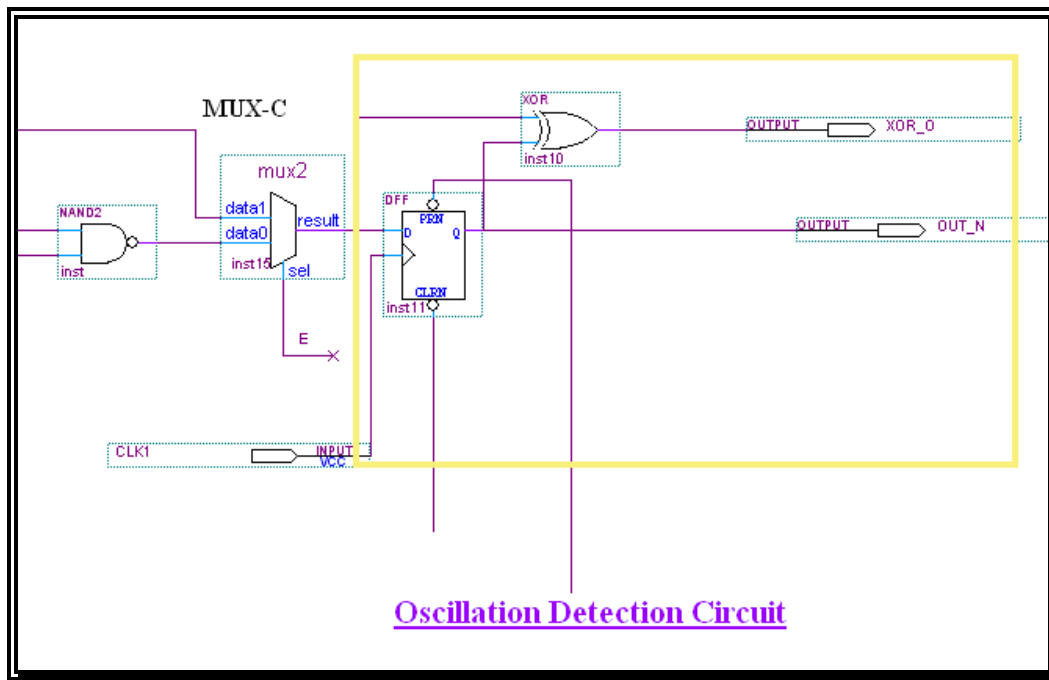 MUX-C
XOR
inst10
OUTPUT
XOR_O
mux2
data1
data0
result
inst15
sel
NAND2
inst
DFF
PRN
D
Q
CLRN
inst11
OUTPUT
OUT_N
E
CLK1
INPUT
VCC
Oscillation Detection Circuit